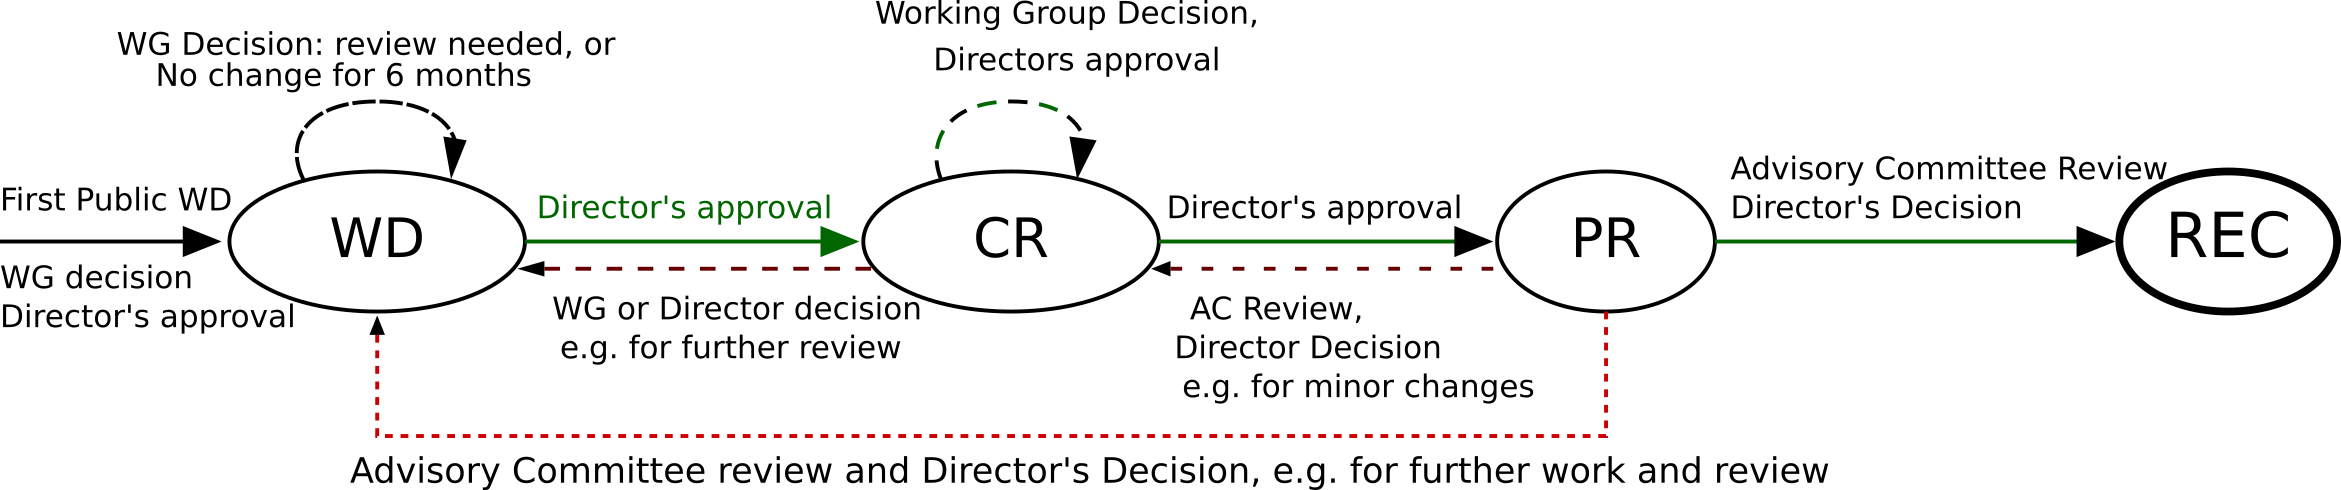 WG Decision: review needed, or
No change for 6 months
Working Group Decision,
Directors approval
First Public WD
WG decision
Director's approval
WD
Director's approval
WG or Director decision
e.g. for further review
CR
Director's approval
AC Review,
Director Decision
e.g. for minor changes
PR
Advisory Committee Review
Director's Decision
REC
Advisory Committee review and Director's Decision, e.g. for further work and review